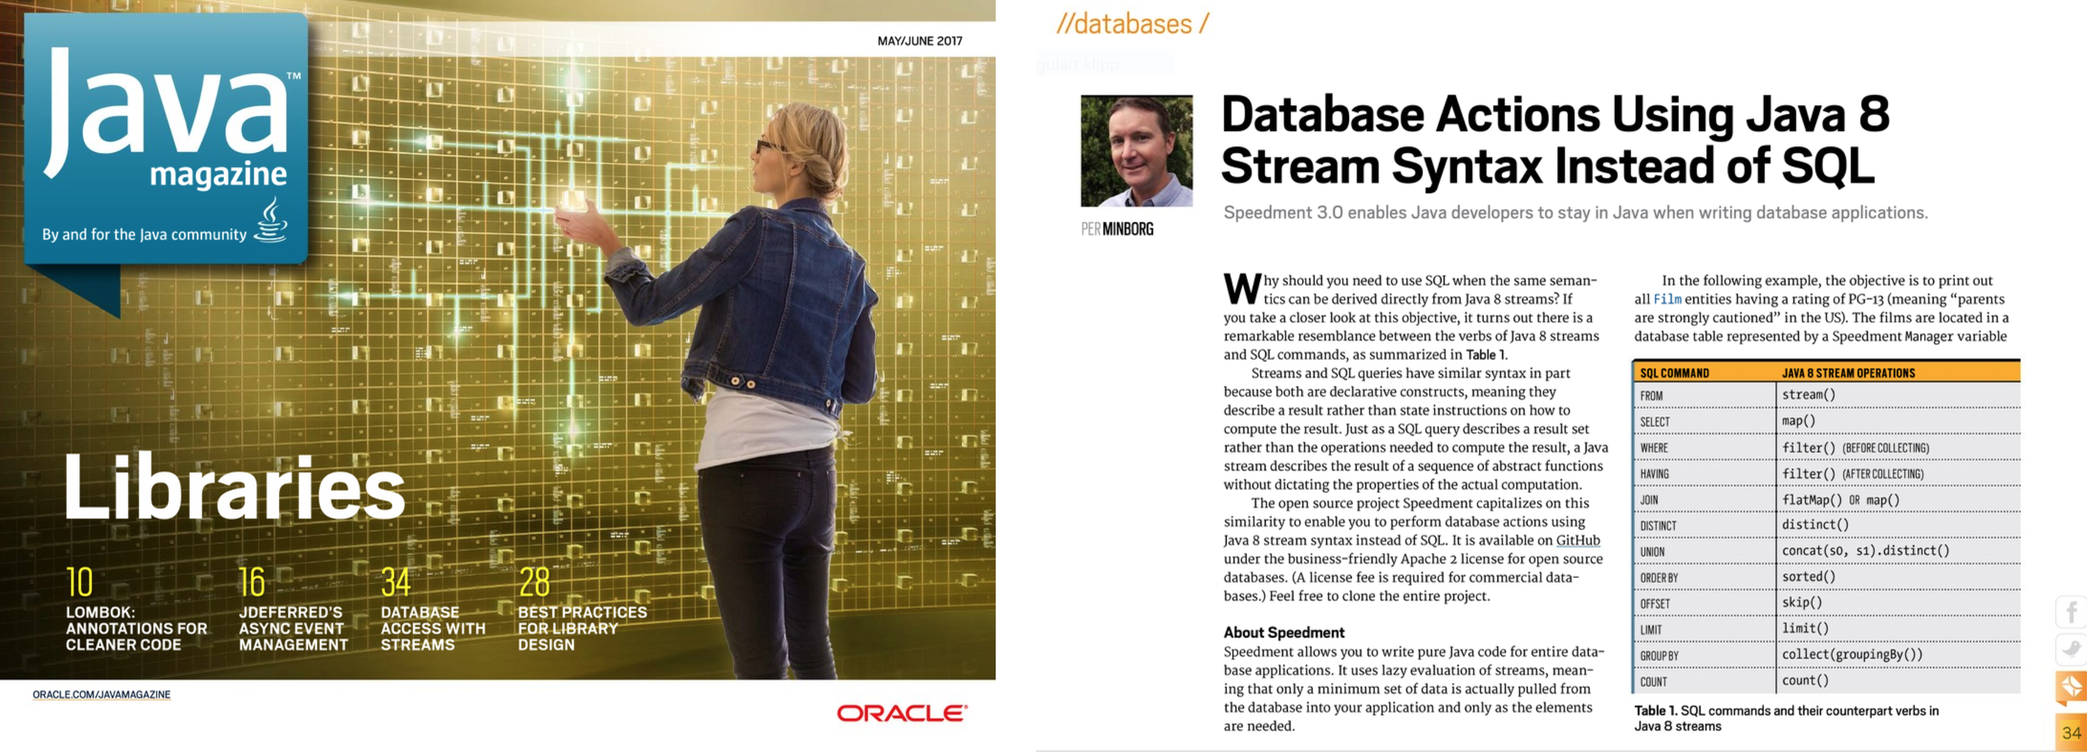 MAY/JUNE 2017
Java™
magazine
By and for the Java community
Libraries
10
LOMBOK:
ANNOTATIONS FOR
CLEANER CODE
16
JDEFERRED'S
ASYNC EVENT
MANAGEMENT
34
DATABASE
ACCESS WITH
STREAMS
28
BEST PRACTICES
FOR LIBRARY
DESIGN
ORACLE.COM/JAVAMAGAZINE
ORACLE®
//databases /
PER MINBORG
Database Actions Using Java 8
Stream Syntax Instead of SQL
Speedment 3.0 enables Java developers to stay in Java when writing database applications.
Why should you need to use SQL when the same seman-
tics can be derived directly from Java 8 streams? If
you take a closer look at this objective, it turns out there is a
remarkable resemblance between the verbs of Java 8 streams
and SQL commands, as summarized in Table 1.
Streams and SQL queries have similar syntax in part
because both are declarative constructs, meaning they
describe a result rather than state instructions on how to
compute the result. Just as a SQL query describes a result set
rather than the operations needed to compute the result, a Java
stream describes the result of a sequence of abstract functions
without dictating the properties of the actual computation.
The open source project Speedment capitalizes on this
similarity to enable you to perform database actions using
Java 8 stream syntax instead of SQL. It is available on GitHub
under the business-friendly Apache 2 license for open source
databases. (A license fee is required for commercial data-
bases.) Feel free to clone the entire project.
About Speedment
Speedment allows you to write pure Java code for entire data-
base applications. It uses lazy evaluation of streams, mean-
ing that only a minimum set of data is actually pulled from
the database into your application and only as the elements
are needed.
In the following example, the objective is to print out
all Film entities having a rating of PG-13 (meaning “parents
are strongly cautioned” in the US). The films are located in a
database table represented by a Speedment Manager variable
SQL COMMAND JAVA 8 STREAM OPERATIONS
FROM stream()
SELECT map()
WHERE filter() (BEFORE COLLECTING)
HAVING filter() (AFTER COLLECTING)
JOIN flatMap() OR map()
DISTINCT distinct()
UNION concat(s0, s1).distinct()
ORDER BY sorted()
OFFSET skip()
LIMIT limit()
GROUP BY collect(groupingBy())
COUNT count()
Table 1. SQL commands and their counterpart verbs in
Java 8 streams
34